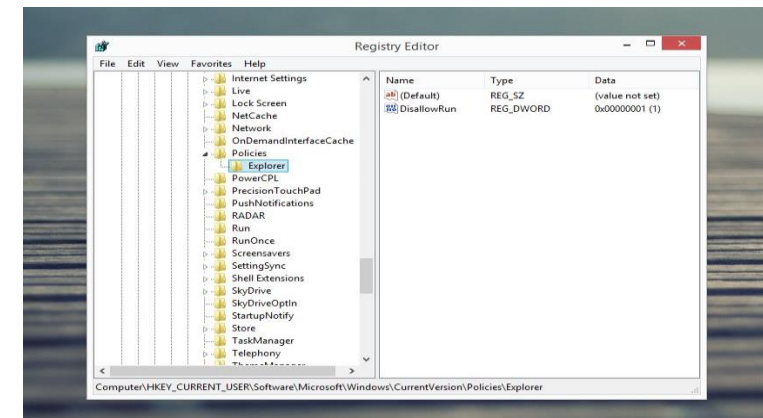 Registry Editor
File Edit View Favorites Help
Internet Settings
Live
Lock Screen
NetCache
Network
OnDemandInterfaceCache
Policies
Explorer
PowerCPL
PrecisionTouchPad
PushNotifications
RADAR
Run
RunOnce
Screensavers
SettingSync
Shell Extensions
SkyDrive
SkyDriveOptIn
StartupNotify
Store
TaskManager
Telephony
ThemeManager
Name Type Data
(Default) REG_SZ (value not set)
DisallowRun REG_DWORD 0x00000001 (1)
Computer\HKEY_CURRENT_USER\Software\Microsoft\Windows\CurrentVersion\Policies\Explorer